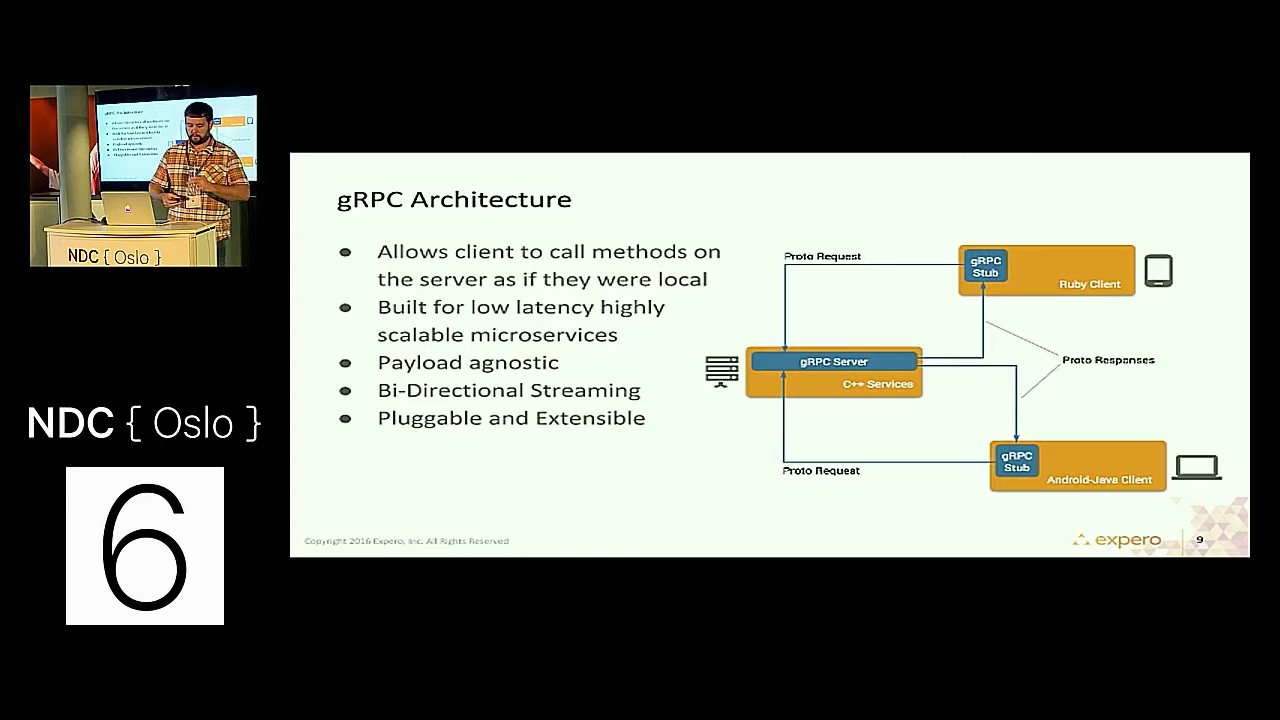 gRPC Architecture
● Allows client to call methods on
the server as if they were local
● Built for low latency highly
scalable microservices
● Payload agnostic
● Bi-Directional Streaming
● Pluggable and Extensible
Proto Request
gRPC
Stub
Ruby Client
Proto Responses
gRPC Server
C++ Services
Proto Request
gRPC
Stub
Android-Java Client
Copyright 2016 Expero, Inc. All Rights Reserved
expero
9
gRPC Architecture
NDC { Oslo }
NDC { Oslo }
6